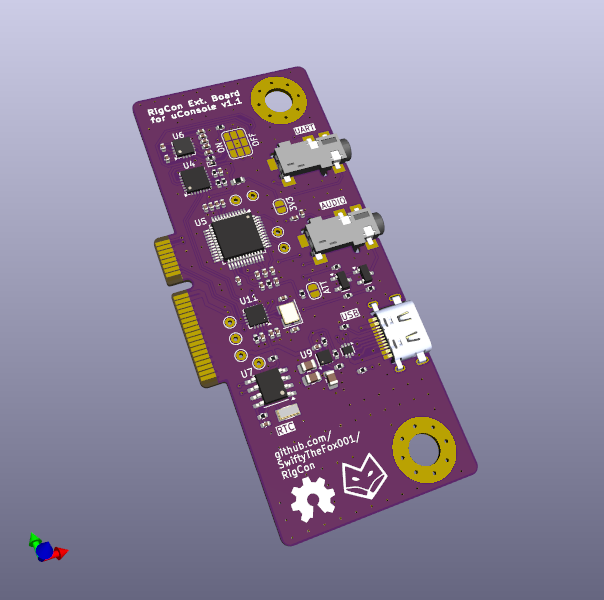 RigCon Ext. Board
for uConsole v1.1
U6
ON
OFF
UART
U4
AUDIO
U5
U11
ATT
USB
U9
U7
RTC
github.com/
SwiftyTheFox001/
RigCon